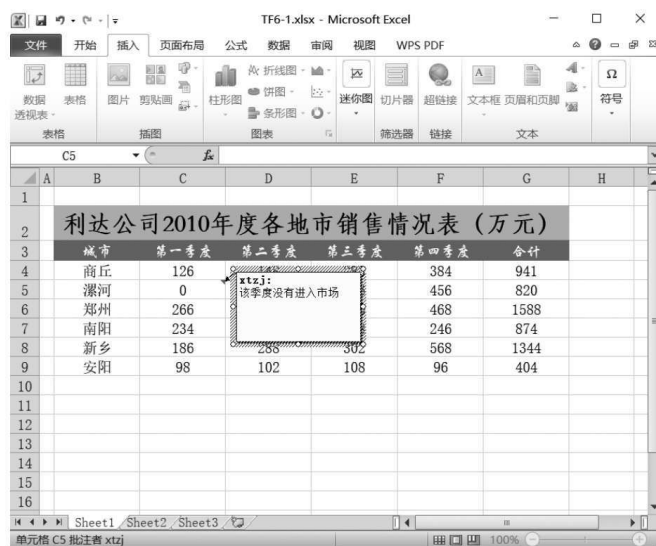 TF6-1.xlsx - Microsoft Excel
文件 开始 插入 页面布局 公式 数据 审阅 视图 WPS PDF
数据透视表 表格 图片 剪贴画 柱形图 折线图 饼图 条形图 迷你图 切片器 超链接 文本框 页眉和页脚 符号
表格 插图 图表 筛选器 链接 文本
C5 fx
A B C D E F G H
1
2 利达公司2010年度各地市销售情况表（万元）
3 城市 第一季度 第二季度 第三季度 第四季度 合计
4 商丘 126 384 941
xtzj:
5 漯河 0 456 820
该季度没有进入市场
6 郑州 266 468 1588
7 南阳 234 246 874
8 新乡 186 288 302 568 1344
9 安阳 98 102 108 96 404
10
11
12
13
14
15
16
Sheet1 Sheet2 Sheet3
单元格 C5 批注者 xtzj 100%